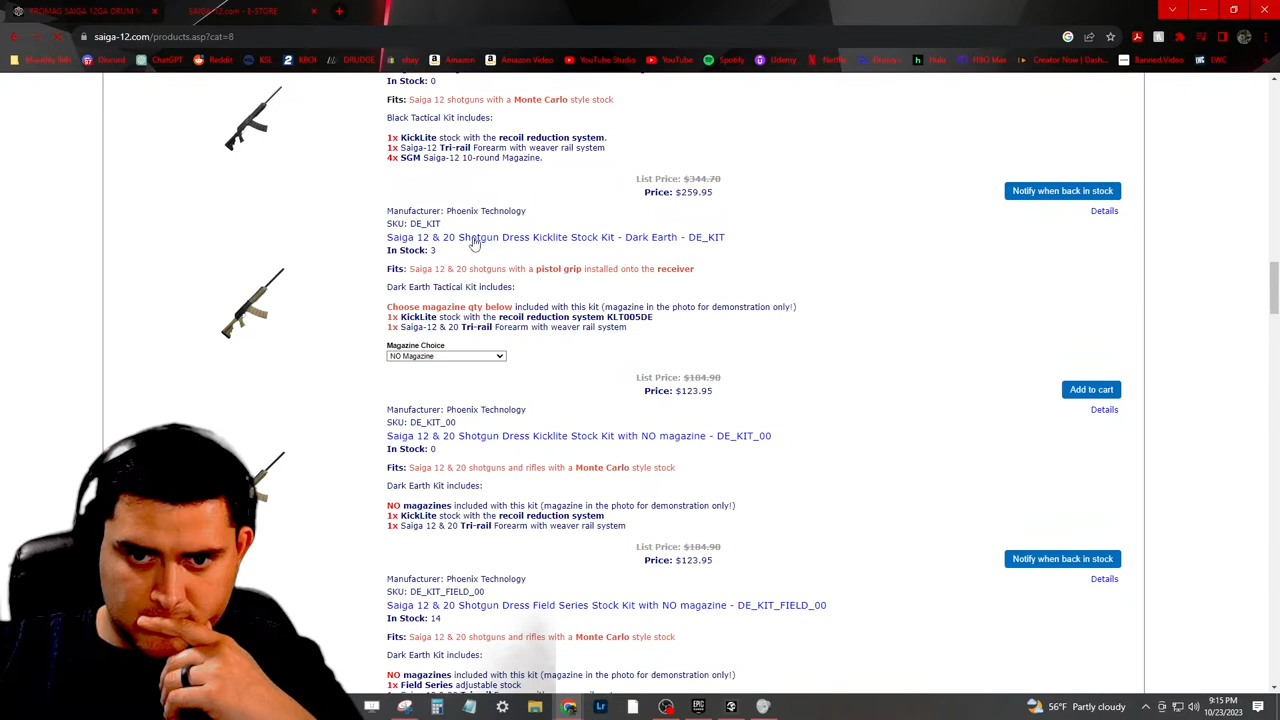 PROMAG SAIGA 12GA DRUM
SAIGA-12.com - E-STORE
saiga-12.com/products.asp?cat=8
Monthly Bills
Discord
ChatGPT
Reddit
KSL
KBOI
DRUDGE
ebay
Amazon
Amazon Video
YouTube Studio
YouTube
Spotify
Udemy
Netflix
Disney+
Hulu
HBO Max
Creator Now | Dash...
Banned.Video
LWC
In Stock: 0
Fits: Saiga 12 shotguns with a Monte Carlo style stock
Black Tactical Kit includes:
1x KickLite stock with the recoil reduction system.
1x Saiga-12 Tri-rail Forearm with weaver rail system
4x SGM Saiga-12 10-round Magazine.
List Price: $344.70
Price: $259.95
Notify when back in stock
Manufacturer: Phoenix Technology
Details
SKU: DE_KIT
Saiga 12 & 20 Shotgun Dress Kicklite Stock Kit - Dark Earth - DE_KIT
In Stock: 3
Fits: Saiga 12 & 20 shotguns with a pistol grip installed onto the receiver
Dark Earth Tactical Kit includes:
Choose magazine qty below included with this kit (magazine in the photo for demonstration only!)
1x KickLite stock with the recoil reduction system KLT005DE
1x Saiga-12 & 20 Tri-rail Forearm with weaver rail system
Magazine Choice
NO Magazine
List Price: $184.90
Price: $123.95
Add to cart
Manufacturer: Phoenix Technology
Details
SKU: DE_KIT_00
Saiga 12 & 20 Shotgun Dress Kicklite Stock Kit with NO magazine - DE_KIT_00
In Stock: 0
Fits: Saiga 12 & 20 shotguns and rifles with a Monte Carlo style stock
Dark Earth Kit includes:
NO magazines included with this kit (magazine in the photo for demonstration only!)
1x KickLite stock with the recoil reduction system
1x Saiga 12 & 20 Tri-rail Forearm with weaver rail system
List Price: $184.90
Price: $123.95
Notify when back in stock
Manufacturer: Phoenix Technology
Details
SKU: DE_KIT_FIELD_00
Saiga 12 & 20 Shotgun Dress Field Series Stock Kit with NO magazine - DE_KIT_FIELD_00
In Stock: 14
Fits: Saiga 12 & 20 shotguns and rifles with a Monte Carlo style stock
Dark Earth Kit includes:
NO magazines included with this kit (magazine in the photo for demonstration only!)
1x Field Series adjustable stock
56°F Partly cloudy
9:15 PM
10/23/2023